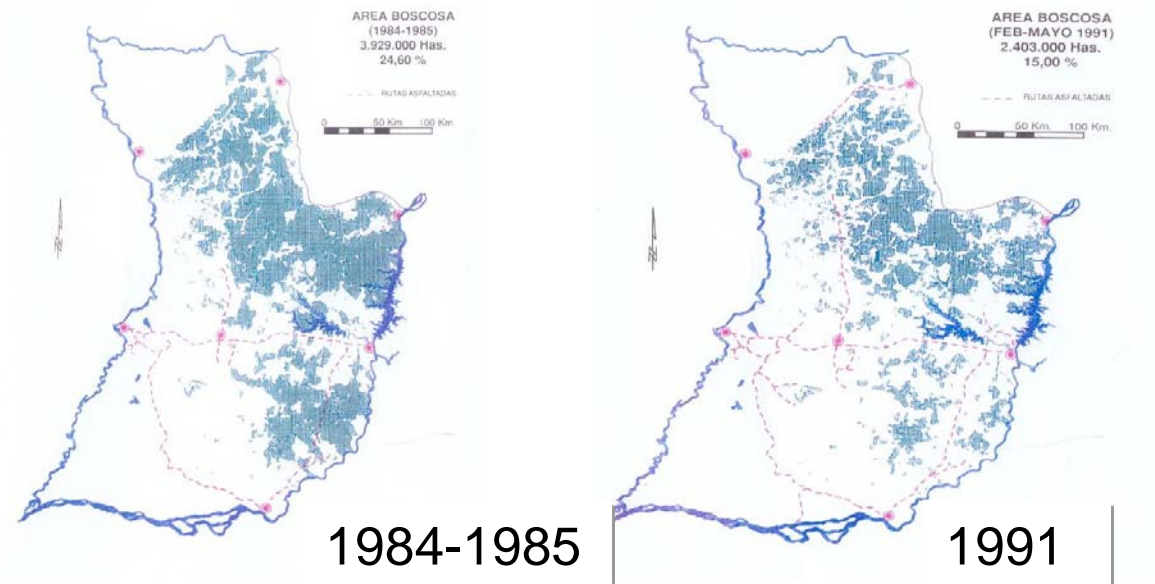 AREA BOSCOSA
(1984-1985)
3.929.000 Has.
24,60 %
RUTAS ASFALTADAS
0 50 Km. 100 Km.
1984-1985
AREA BOSCOSA
(FEB-MAYO 1991)
2.403.000 Has.
15,00 %
RUTAS ASFALTADAS
0 50 Km. 100 Km.
1991